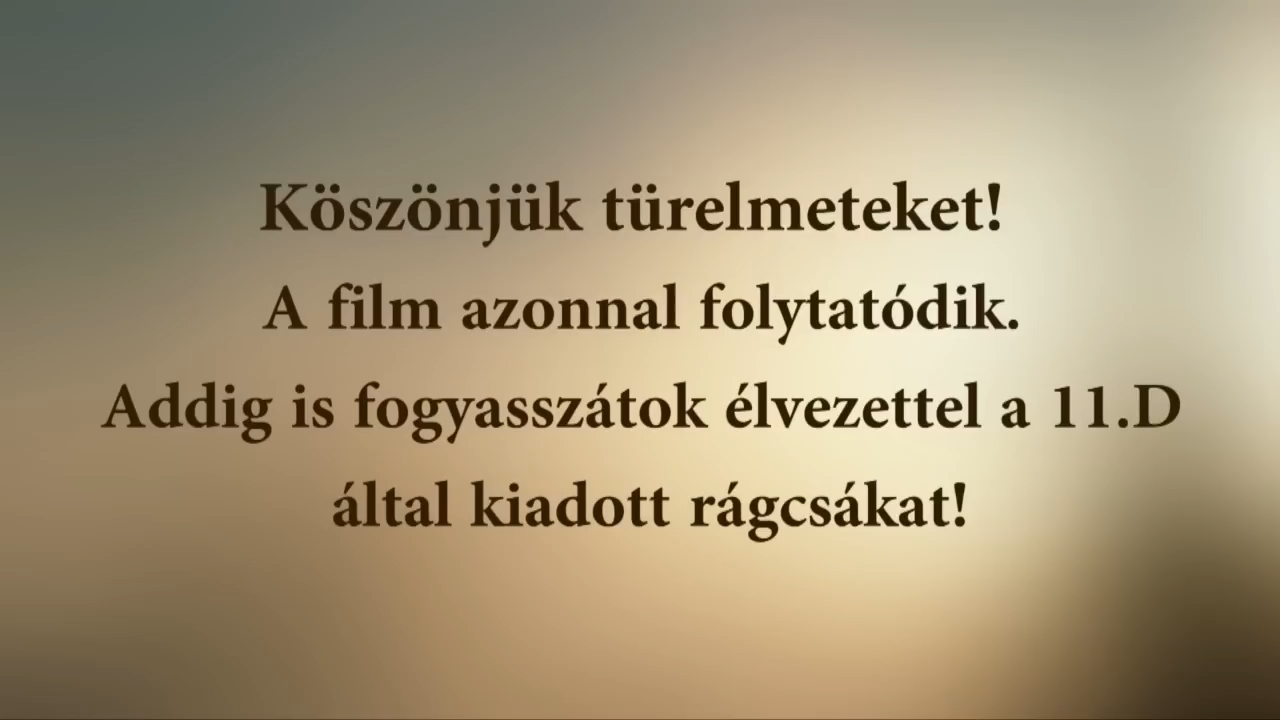 Köszönjük türelmeteket!
A film azonnal folytatódik.
Addig is fogyasszátok élvezettel a 11.D
által kiadott rágcsákat!